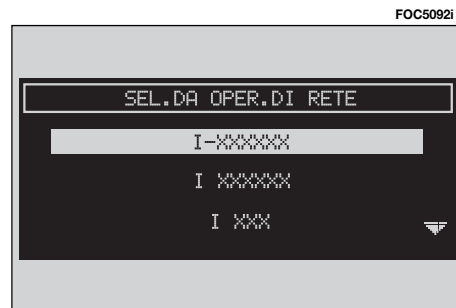 FOC5092i
SEL.DA OPER.DI RETE
I-XXXXXX
I XXXXXX
I XXX